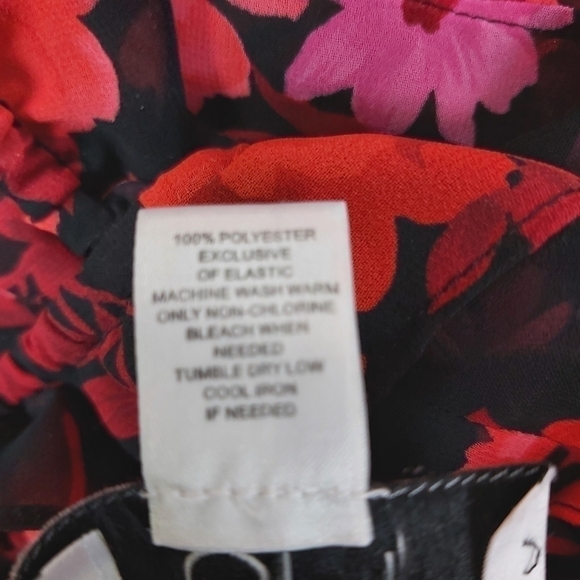 100% POLYESTER
EXCLUSIVE
OF ELASTIC
MACHINE WASH WARM
ONLY NON-CHLORINE
BLEACH WHEN
NEEDED
TUMBLE DRY LOW
COOL IRON
IF NEEDED